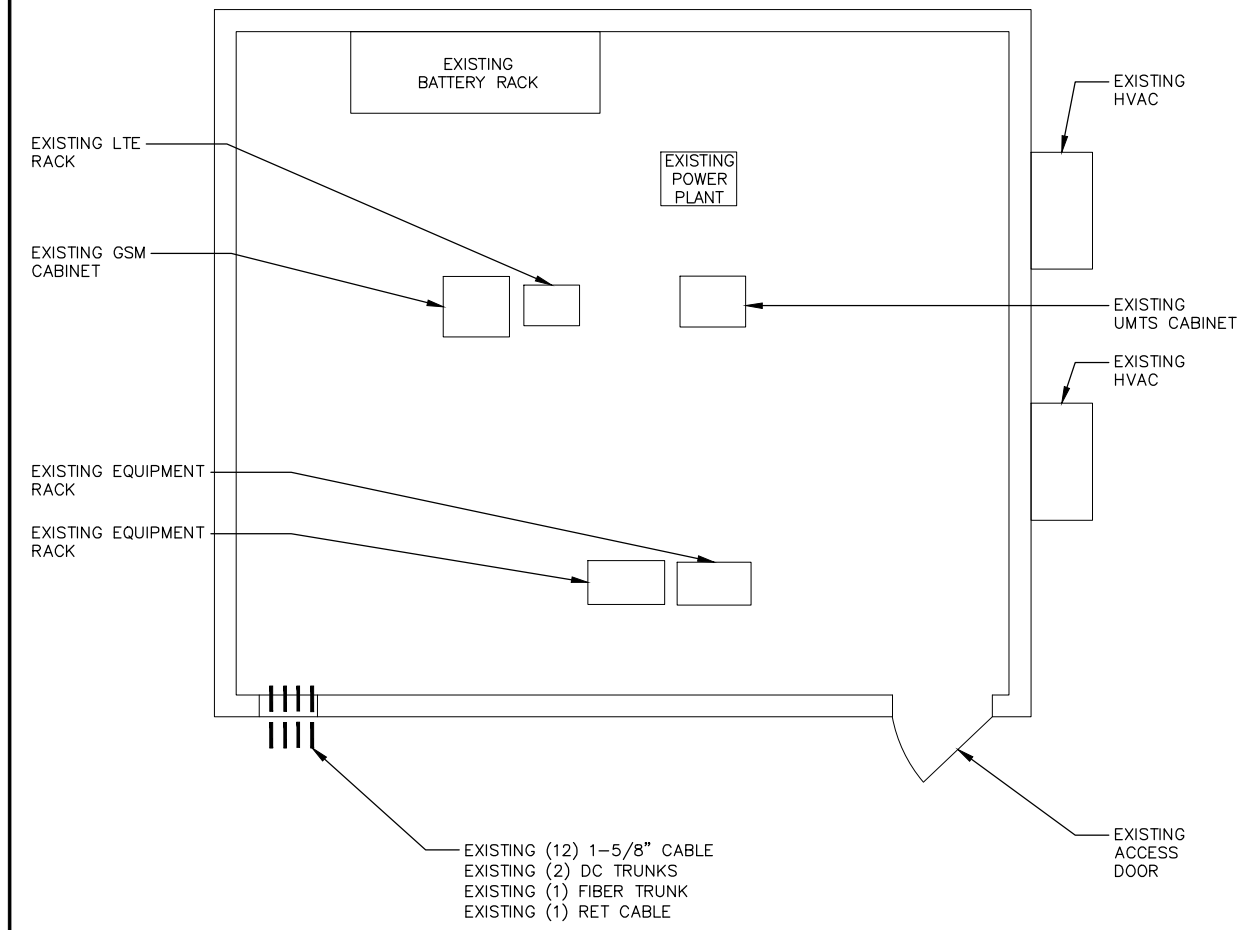 EXISTING
BATTERY RACK
EXISTING
HVAC
EXISTING LTE
RACK
EXISTING
POWER
PLANT
EXISTING GSM
CABINET
EXISTING
UMTS CABINET
EXISTING
HVAC
EXISTING EQUIPMENT
RACK
EXISTING EQUIPMENT
RACK
EXISTING (12) 1-5/8" CABLE
EXISTING (2) DC TRUNKS
EXISTING (1) FIBER TRUNK
EXISTING (1) RET CABLE
EXISTING
ACCESS
DOOR